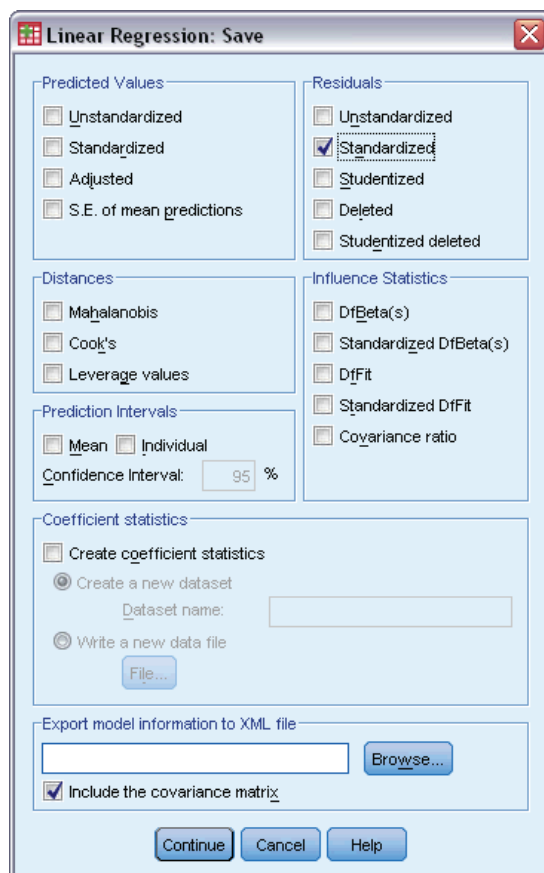 Linear Regression: Save
Predicted Values
Unstandardized
Standardized
Adjusted
S.E. of mean predictions
Residuals
Unstandardized
Standardized
Studentized
Deleted
Studentized deleted
Distances
Mahalanobis
Cook's
Leverage values
Influence Statistics
DfBeta(s)
Standardized DfBeta(s)
DfFit
Standardized DfFit
Covariance ratio
Prediction Intervals
Mean Individual
Confidence Interval: 95 %
Coefficient statistics
Create coefficient statistics
Create a new dataset
Dataset name:
Write a new data file
File...
Export model information to XML file
Browse...
Include the covariance matrix
Continue Cancel Help